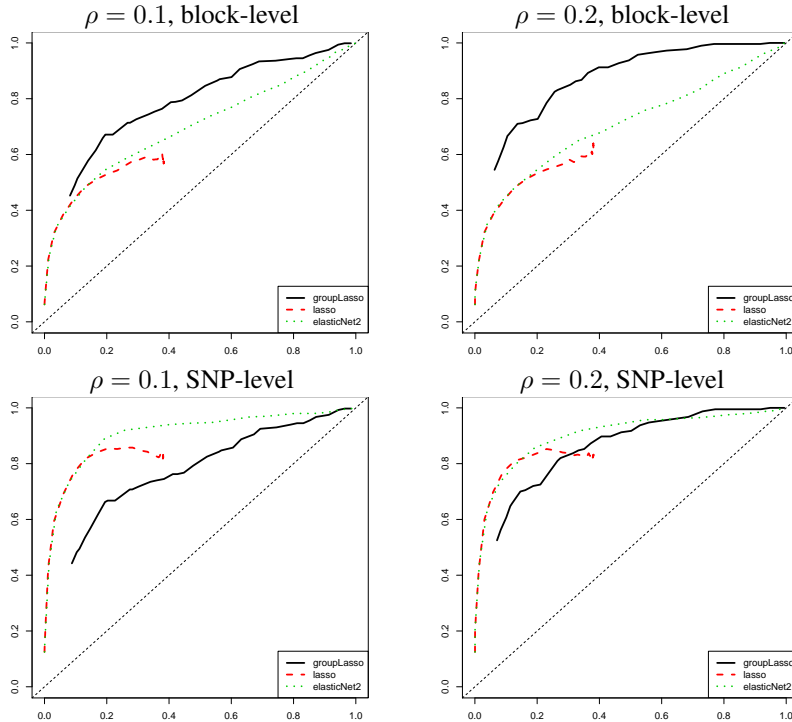 ρ = 0.1, block-level
ρ = 0.2, block-level
1.0
0.8
0.6
0.4
0.2
0.0
groupLasso
lasso
elasticNet2
0.0 0.2 0.4 0.6 0.8 1.0
1.0
0.8
0.6
0.4
0.2
0.0
groupLasso
lasso
elasticNet2
0.0 0.2 0.4 0.6 0.8 1.0
ρ = 0.1, SNP-level
ρ = 0.2, SNP-level
1.0
0.8
0.6
0.4
0.2
0.0
groupLasso
lasso
elasticNet2
0.0 0.2 0.4 0.6 0.8 1.0
1.0
0.8
0.6
0.4
0.2
0.0
groupLasso
lasso
elasticNet2
0.0 0.2 0.4 0.6 0.8 1.0